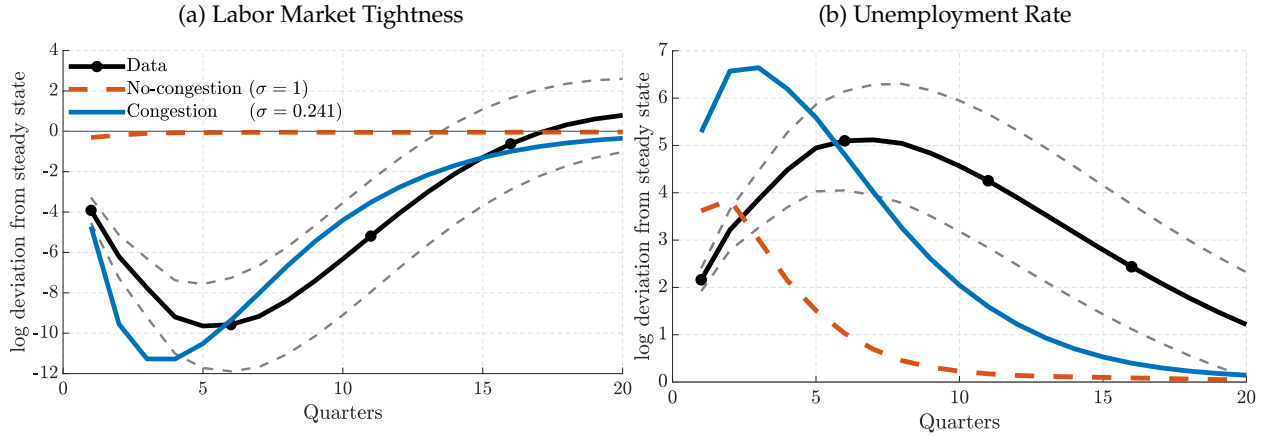 (a) Labor Market Tightness
log deviation from steady state
4
2
0
-2
-4
-6
-8
-10
-12
Data
No-congestion (σ = 1)
Congestion (σ = 0.241)
0 5 10 15 20
Quarters
(b) Unemployment Rate
log deviation from steady state
7
6
5
4
3
2
1
0
0 5 10 15 20
Quarters